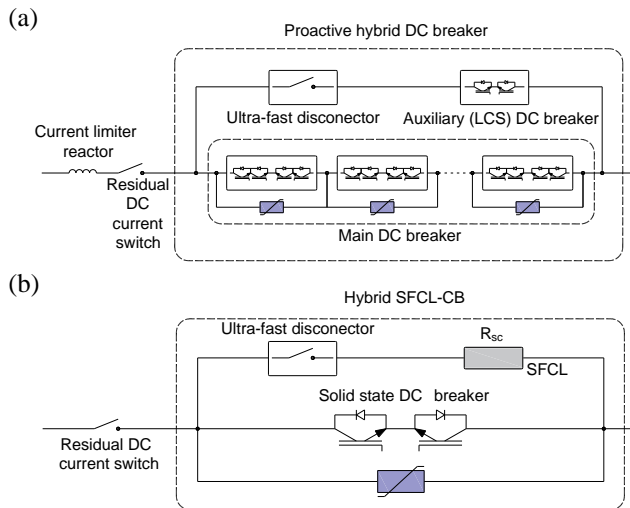 (a)
Proactive hybrid DC breaker
Ultra-fast disconector
Auxiliary (LCS) DC breaker
Current limiter
reactor
Residual
DC
current
switch
Main DC breaker
(b)
Hybrid SFCL-CB
Ultra-fast disconector
Rsc
SFCL
Solid state DC breaker
Residual DC
current switch